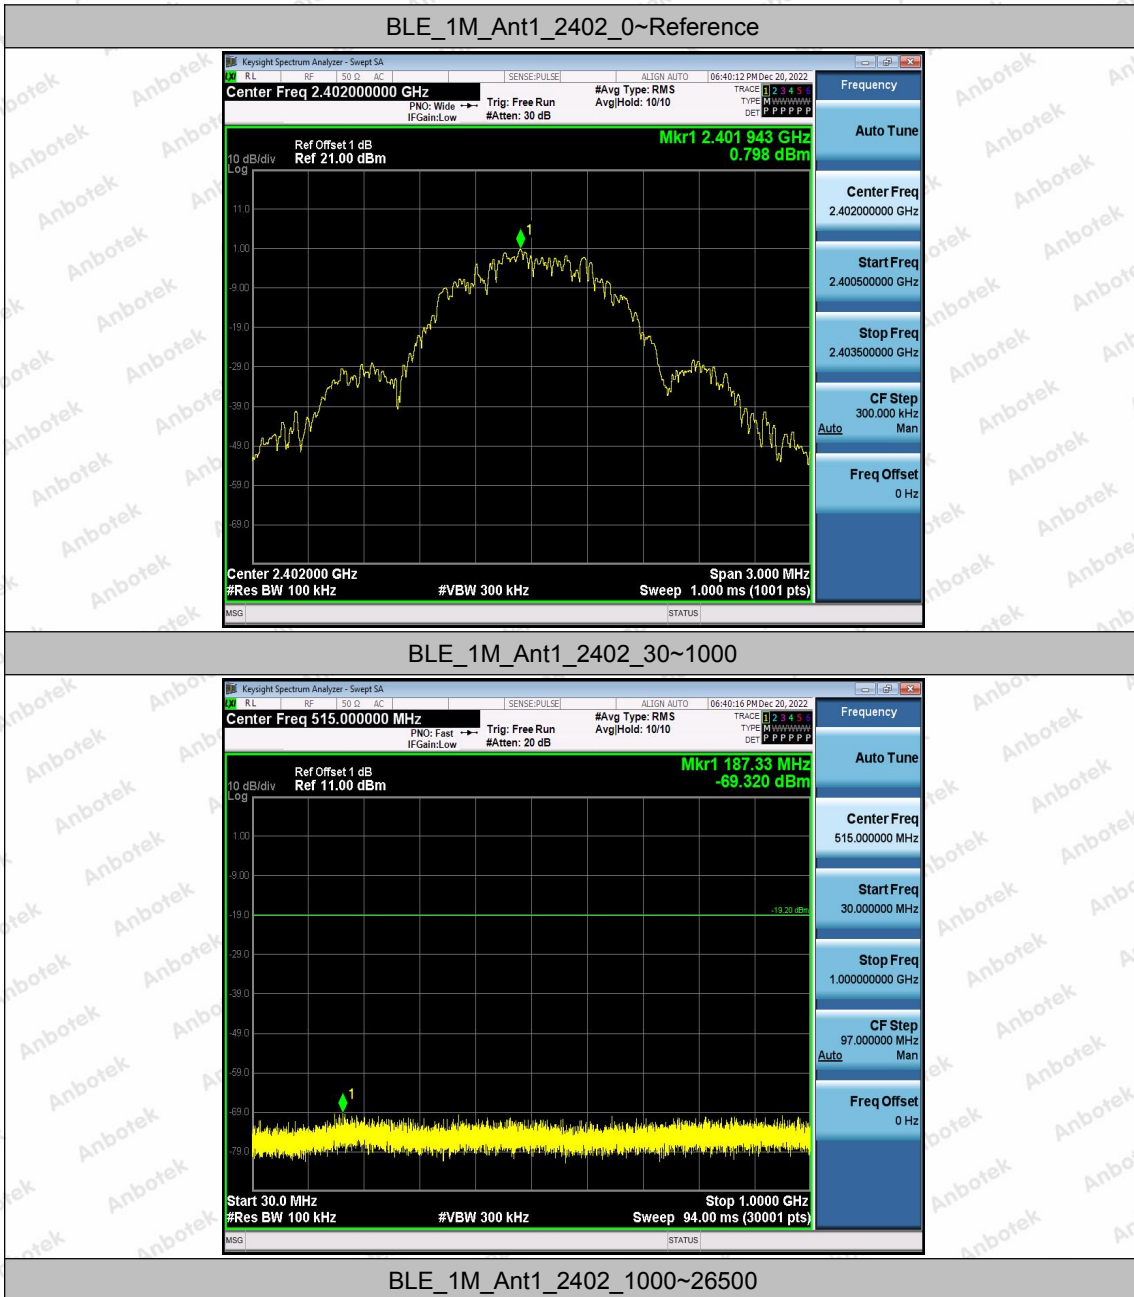 BLE_1M_Ant1_2402_0~Reference
Keysight Spectrum Analyzer - Swept SA
LXI RL RF 50 Ω AC SENSE:PULSE ALIGN AUTO 06:40:12 PM Dec 20, 2022
Center Freq 2.402000000 GHz
PNO: Wide
IFGain:Low
Trig: Free Run
#Atten: 30 dB
#Avg Type: RMS
Avg|Hold: 10/10
TRACE 1 2 3 4 5 6
TYPE M W W W W W
DET P P P P P P
Ref Offset 1 dB
10 dB/div Ref 21.00 dBm
Log
Mkr1 2.401 943 GHz
0.798 dBm
11.0
1
1.00
-9.00
-19.0
-29.0
-39.0
-49.0
-59.0
-69.0
Center 2.402000 GHz Span 3.000 MHz
#Res BW 100 kHz #VBW 300 kHz Sweep 1.000 ms (1001 pts)
MSG STATUS
Frequency
Auto Tune
Center Freq
2.402000000 GHz
Start Freq
2.400500000 GHz
Stop Freq
2.403500000 GHz
CF Step
300.000 kHz
Auto Man
Freq Offset
0 Hz
BLE_1M_Ant1_2402_30~1000
Keysight Spectrum Analyzer - Swept SA
LXI RL RF 50 Ω AC SENSE:PULSE ALIGN AUTO 06:40:16 PM Dec 20, 2022
Center Freq 515.000000 MHz
PNO: Fast
IFGain:Low
Trig: Free Run
#Atten: 20 dB
#Avg Type: RMS
Avg|Hold: 10/10
TRACE 1 2 3 4 5 6
TYPE M W W W W W
DET P P P P P P
Ref Offset 1 dB
10 dB/div Ref 11.00 dBm
Log
Mkr1 187.33 MHz
-69.320 dBm
1.00
-9.00
-19.0
-19.20 dBm
-29.0
-39.0
-49.0
-59.0
1
-69.0
-79.0
Start 30.0 MHz Stop 1.0000 GHz
#Res BW 100 kHz #VBW 300 kHz Sweep 94.00 ms (30001 pts)
MSG STATUS
Frequency
Auto Tune
Center Freq
515.000000 MHz
Start Freq
30.000000 MHz
Stop Freq
1.000000000 GHz
CF Step
97.000000 MHz
Auto Man
Freq Offset
0 Hz
BLE_1M_Ant1_2402_1000~26500
Anbotek